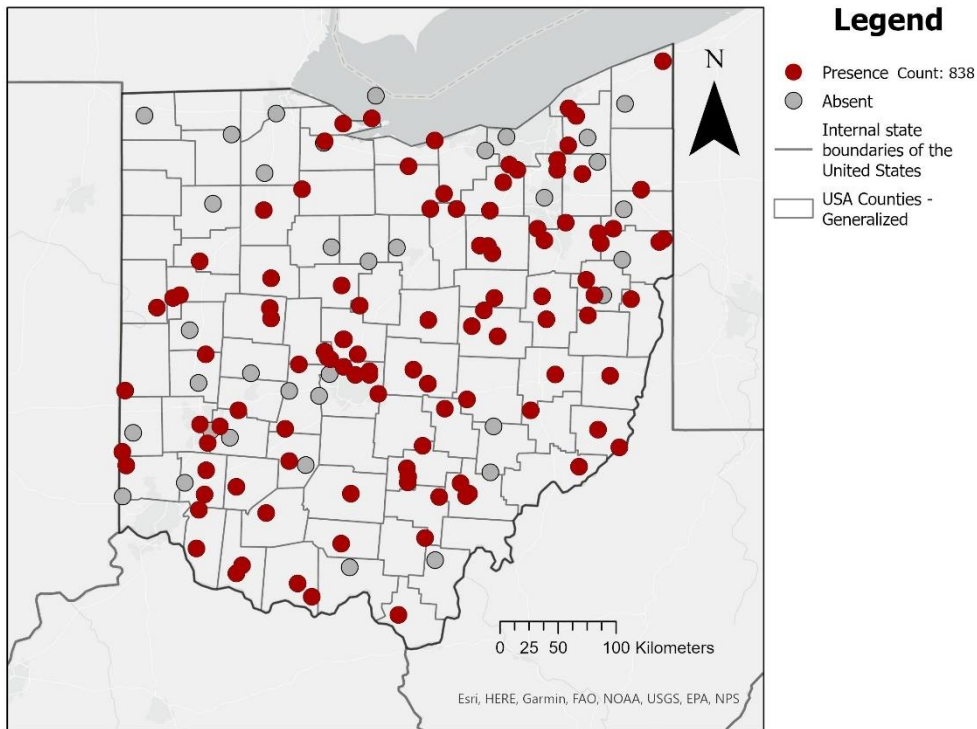 Legend
N
Presence Count: 838
Absent
Internal state
boundaries of the
United States
USA Counties -
Generalized
0 25 50 100 Kilometers
Esri, HERE, Garmin, FAO, NOAA, USGS, EPA, NPS